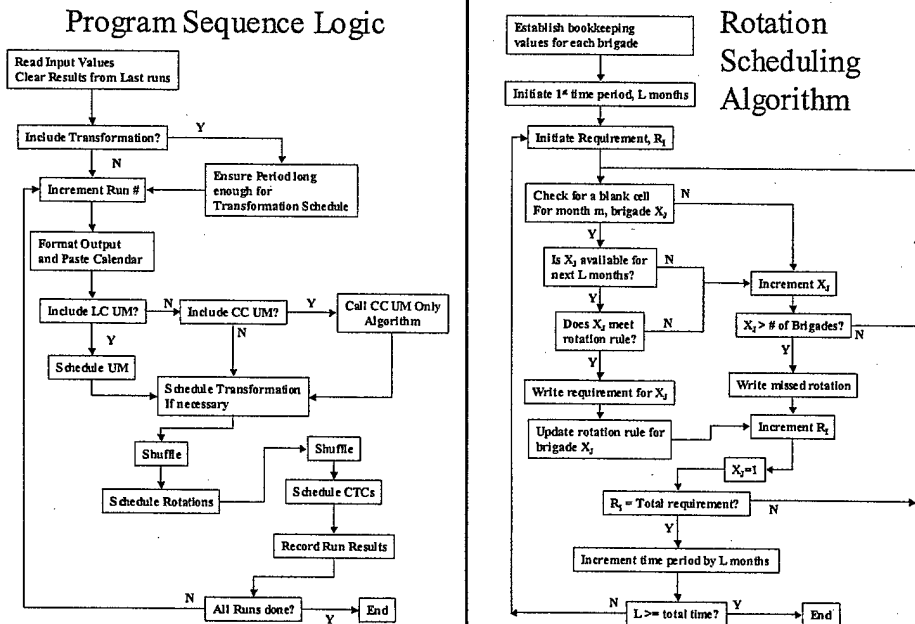 Program Sequence Logic
Read Input Values
Clear Results from Last runs
Include Transformation?
Y
N
Ensure Period long
enough for
Transformation Schedule
Increment Run #
Format Output
and Paste Calendar
Include LC UM?
N
Include CC UM?
Y
Call CC UM Only
Algorithm
Y
N
Schedule UM
Schedule Transformation
If necessary
Shuffle
Schedule Rotations
Shuffle
Schedule CTCs
Record Run Results
N
All Runs done?
Y
End
Rotation
Scheduling
Algorithm
Establish bookkeeping
values for each brigade
Initiate 1st time period, L months
Initiate Requirement, RI
Check for a blank cell
For month m, brigade XJ
N
Y
Is XJ available for
next L months?
N
Y
Increment XJ
Does XJ meet
rotation rule?
N
XJ > # of Brigades?
N
Y
Y
Write requirement for XJ
Write missed rotation
Update rotation rule for
brigade XJ
Increment RI
XJ=1
RI = Total requirement?
N
Y
Increment time period by L months
N
L >= total time?
Y
End